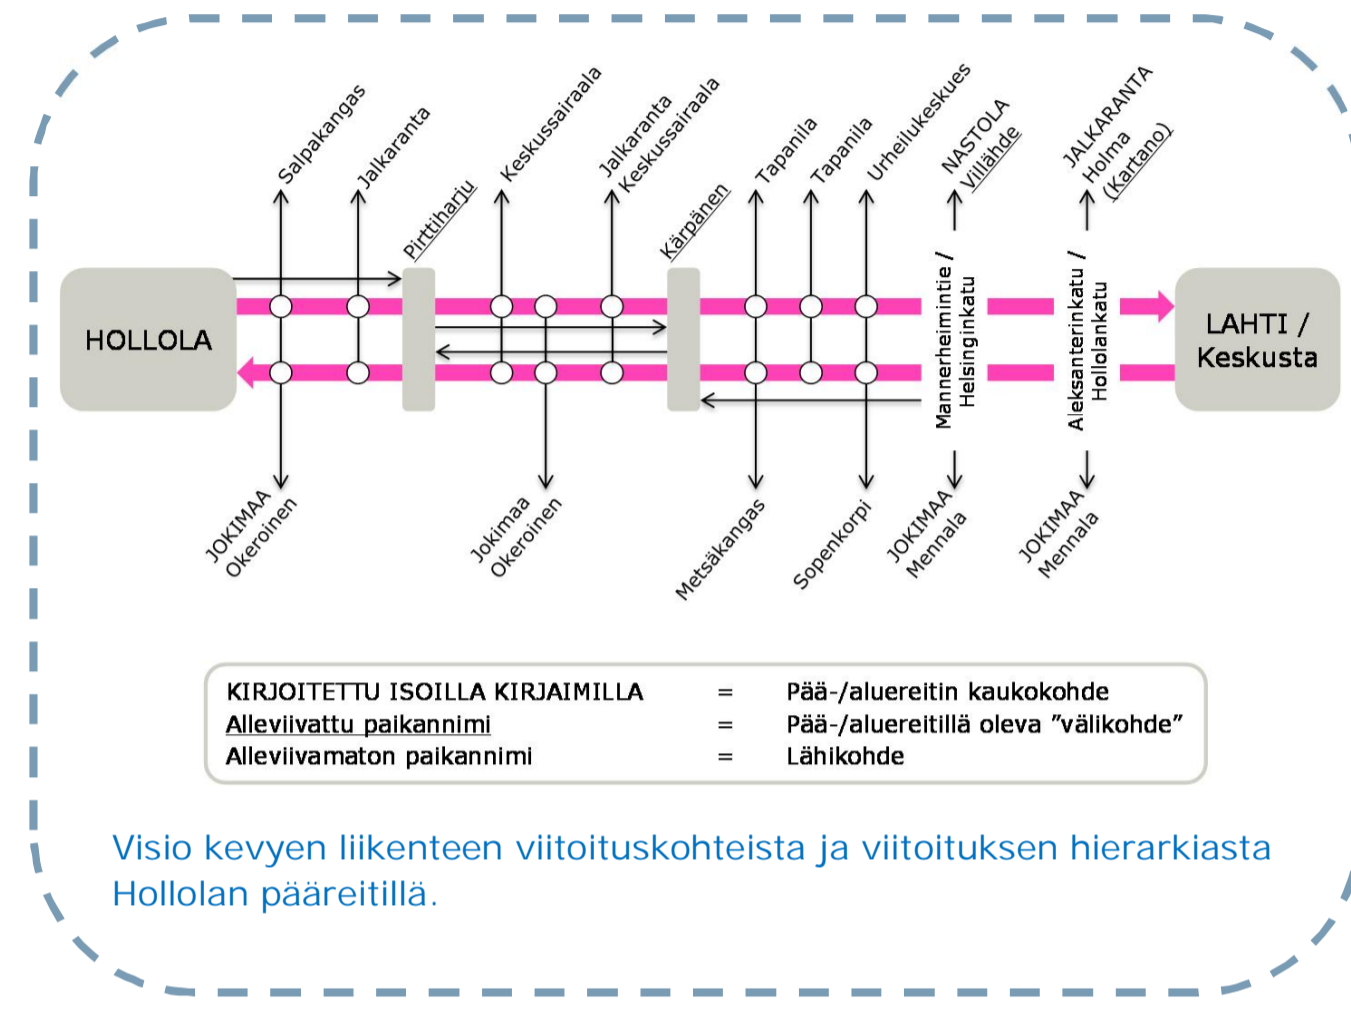 Salpakangas
Jalkaranta
Pirttiharju
Keskussairaala
Jalkaranta
Keskussairaala
Kärpänen
Tapanila
Tapanila
Urheilukeskues
NASTOLA
Villähde
JALKARANTA
Holma
(Kartano)
HOLLOLA
Mannerheimintie /
Helsinginkatu
Aleksanterinkatu /
Hollolankatu
LAHTI /
Keskusta
JOKIMAA
Okeroinen
Jokimaa
Okeroinen
Metsäkangas
Sopenkorpi
JOKIMAA
Mennala
JOKIMAA
Mennala
KIRJOITETTU ISOILLA KIRJAIMILLA = Pää-/aluereitin kaukokohde
Alleviivattu paikannimi = Pää-/aluereitillä oleva ”välikohde”
Alleviivamaton paikannimi = Lähikohde
Visio kevyen liikenteen viitoituskohteista ja viitoituksen hierarkiasta
Hollolan pääreitillä.